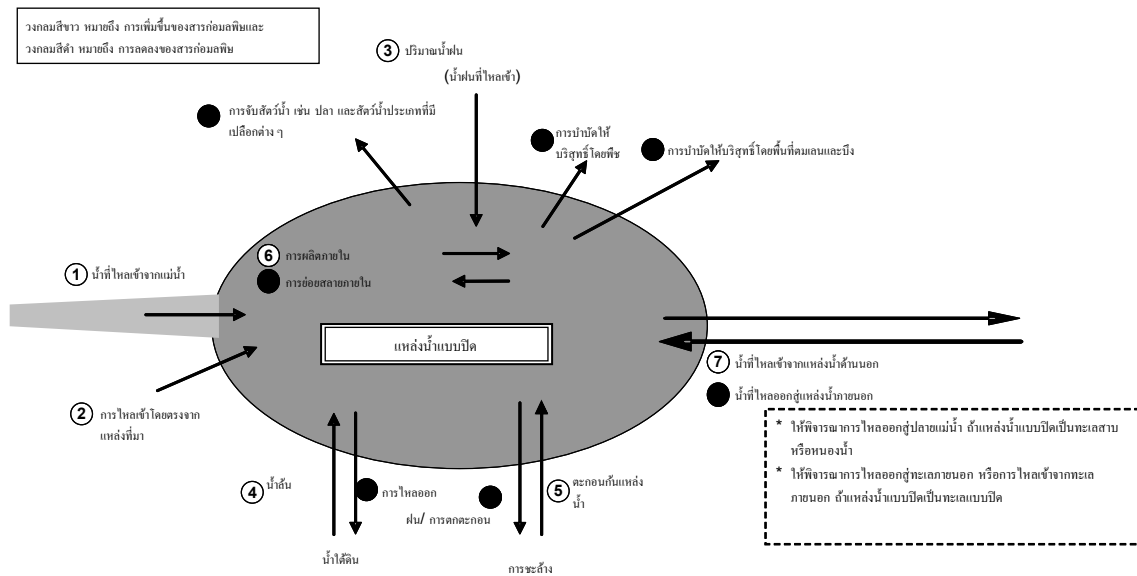 วงกลมสีขาว หมายถึง การเพิ่มขึ้นของสารก่อมลพิษและ
วงกลมสีดำ หมายถึง การลดลงของสารก่อมลพิษ
3 ปริมาณน้ำฝน
(น้ำฝนที่ไหลเข้า)
การจับสัตว์น้ำ เช่น ปลา และสัตว์น้ำประเภทที่มี
เปลือกต่าง ๆ
การบำบัดให้
บริสุทธิ์โดยพืช
การบำบัดให้บริสุทธิ์โดยพื้นที่ตมเลนและบึง
6 การผลิตภายใน
การย่อยสลายภายใน
1 น้ำที่ไหลเข้าจากแม่น้ำ
แหล่งน้ำแบบปิด
2 การไหลเข้าโดยตรงจาก
แหล่งที่มา
7 น้ำที่ไหลเข้าจากแหล่งน้ำด้านนอก
น้ำที่ไหลออกสู่แหล่งน้ำภายนอก
* ให้พิจารณาการไหลออกสู่ปลายแม่น้ำ ถ้าแหล่งน้ำแบบปิดเป็นทะเลสาบ
หรือหนองน้ำ
* ให้พิจารณาการไหลออกสู่ทะเลภายนอก หรือการไหลเข้าจากทะเล
ภายนอก ถ้าแหล่งน้ำแบบปิดเป็นทะเลแบบปิด
4 น้ำล้น
การไหลออก
ฝน/ การตกตะกอน
5 ตะกอนก้นแหล่ง
น้ำ
น้ำใต้ดิน
การชะล้าง